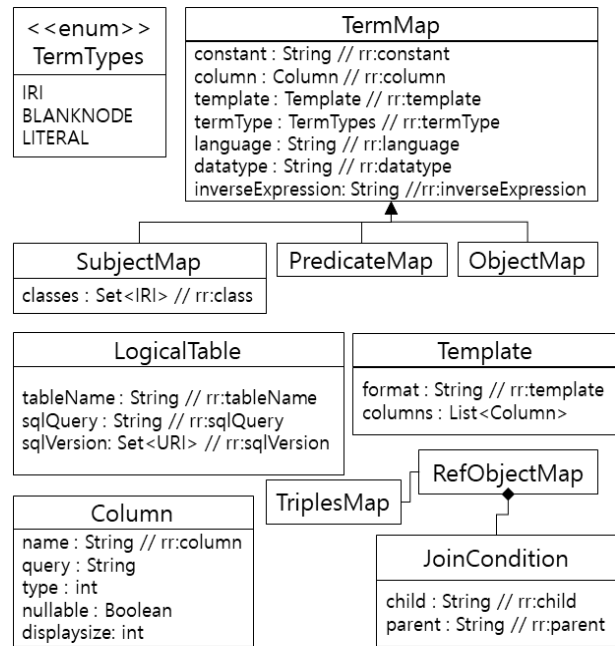 <<enum>>
TermTypes
IRI
BLANKNODE
LITERAL
TermMap
constant : String // rr:constant
column : Column // rr:column
template : Template // rr:template
termType : TermTypes // rr:termType
language : String // rr:language
datatype : String // rr:datatype
inverseExpression: String //rr:inverseExpression
SubjectMap
classes : Set<IRI> // rr:class
PredicateMap
ObjectMap
LogicalTable
tableName : String // rr:tableName
sqlQuery : String // rr:sqlQuery
sqlVersion: Set<URI> // rr:sqlVersion
Template
format : String // rr:template
columns : List<Column>
RefObjectMap
TriplesMap
Column
name : String // rr:column
query : String
type : int
nullable : Boolean
displaysize: int
JoinCondition
child : String // rr:child
parent : String // rr:parent